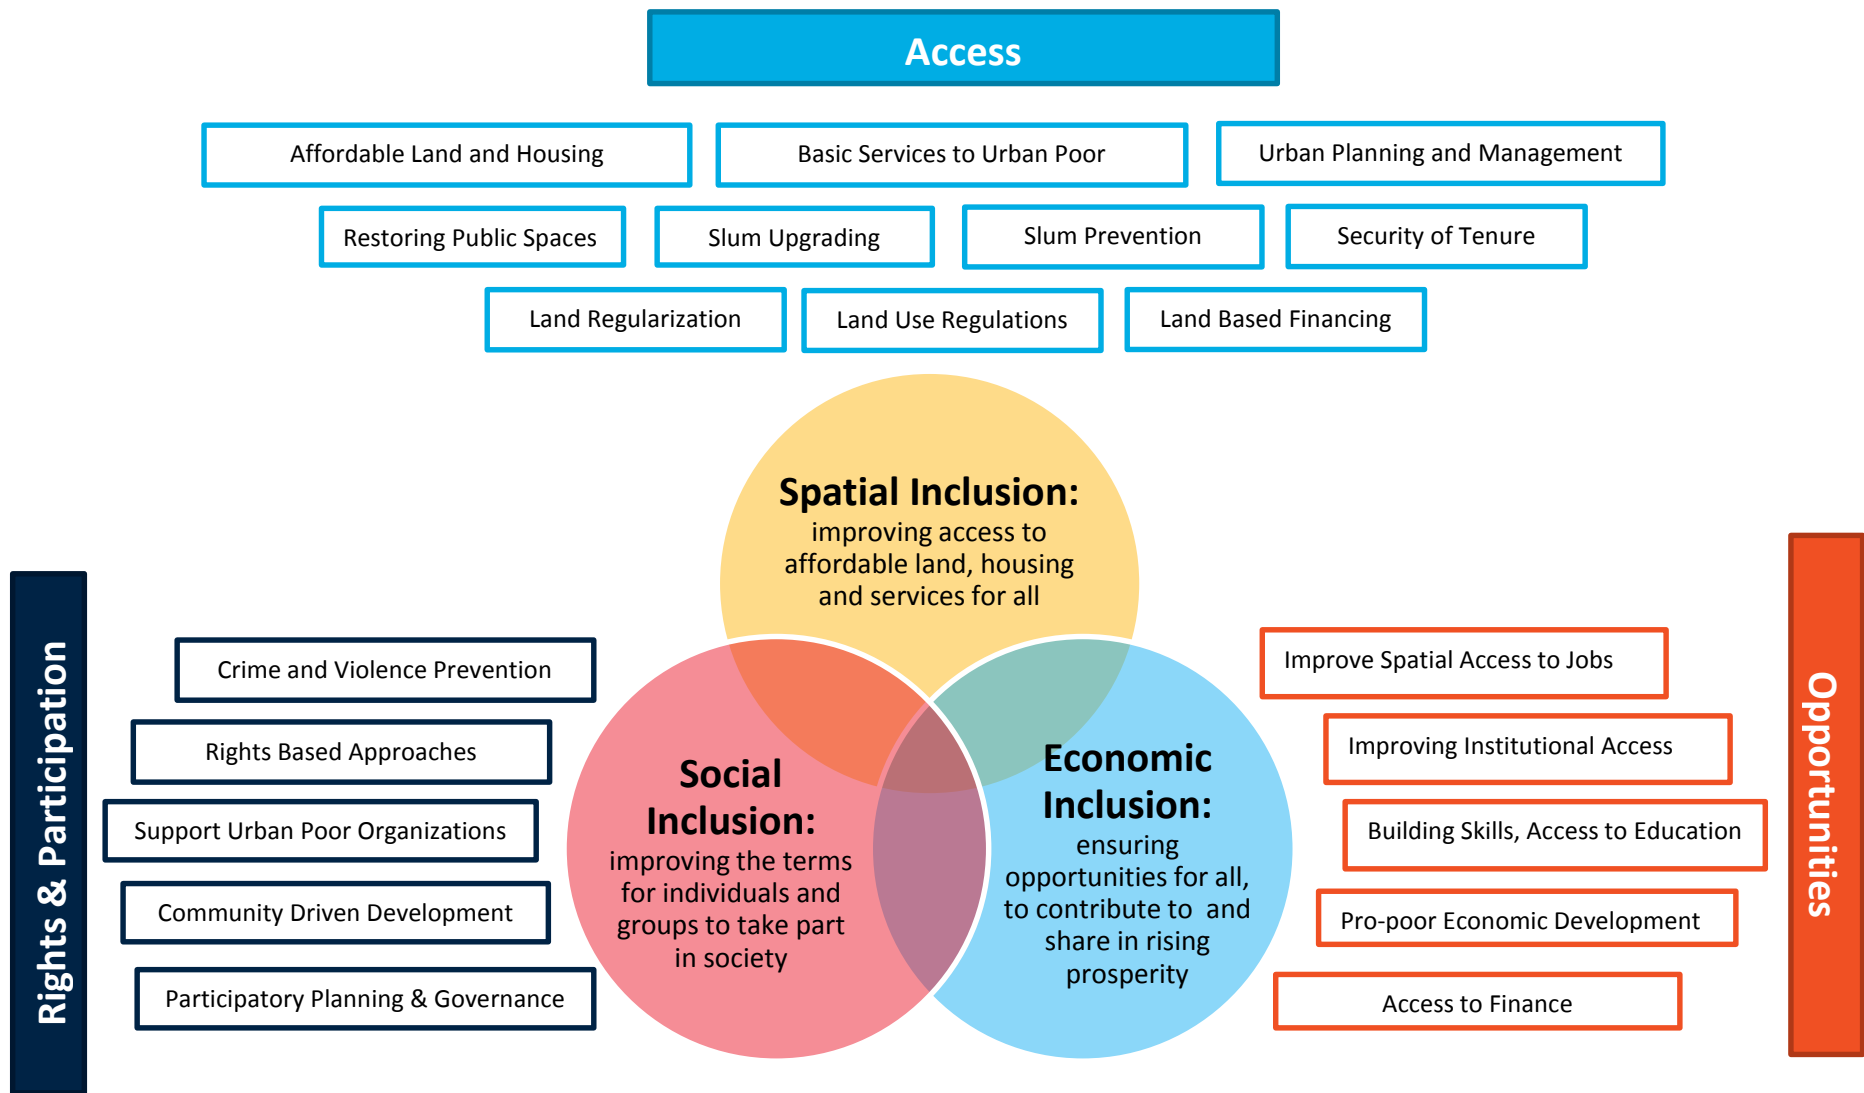 Access
Affordable Land and Housing
Basic Services to Urban Poor
Urban Planning and Management
Restoring Public Spaces
Slum Upgrading
Slum Prevention
Security of Tenure
Land Regularization
Land Use Regulations
Land Based Financing
Spatial Inclusion:
improving access to
affordable land, housing
and services for all
Rights & Participation
Crime and Violence Prevention
Rights Based Approaches
Support Urban Poor Organizations
Community Driven Development
Participatory Planning & Governance
Social
Inclusion:
improving the terms
for individuals and
groups to take part
in society
Economic
Inclusion:
ensuring
opportunities for all,
to contribute to  and
share in rising
prosperity
Improve Spatial Access to Jobs
Improving Institutional Access
Building Skills, Access to Education
Pro-poor Economic Development
Access to Finance
Opportunities